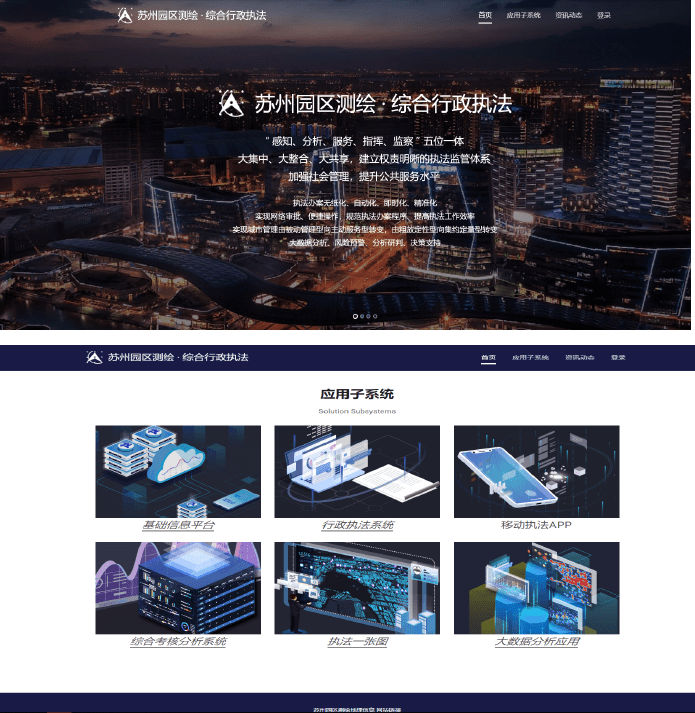 苏州园区测绘 · 综合行政执法
首页 应用子系统 资讯动态 登录
苏州园区测绘 · 综合行政执法
“感知、分析、服务、指挥、监察”五位一体
大集中、大整合、大共享，建立权责明晰的执法监管体系
加强社会管理，提升公共服务水平
执法办案无纸化、自动化、即时化、精准化
实现网络审批、便捷操作，规范执法办案程序、提高执法工作效率
实现城市管理由被动管理型向主动服务型转变，由粗放定性型向集约定量型转变
大数据分析、风险预警、分析研判、决策支持
苏州园区测绘 · 综合行政执法
首页 应用子系统 资讯动态 登录
应用子系统
Solution Subsystems
基础信息平台 行政执法系统 移动执法APP
综合考核分析系统 执法一张图 大数据分析应用
苏州园区测绘地理信息